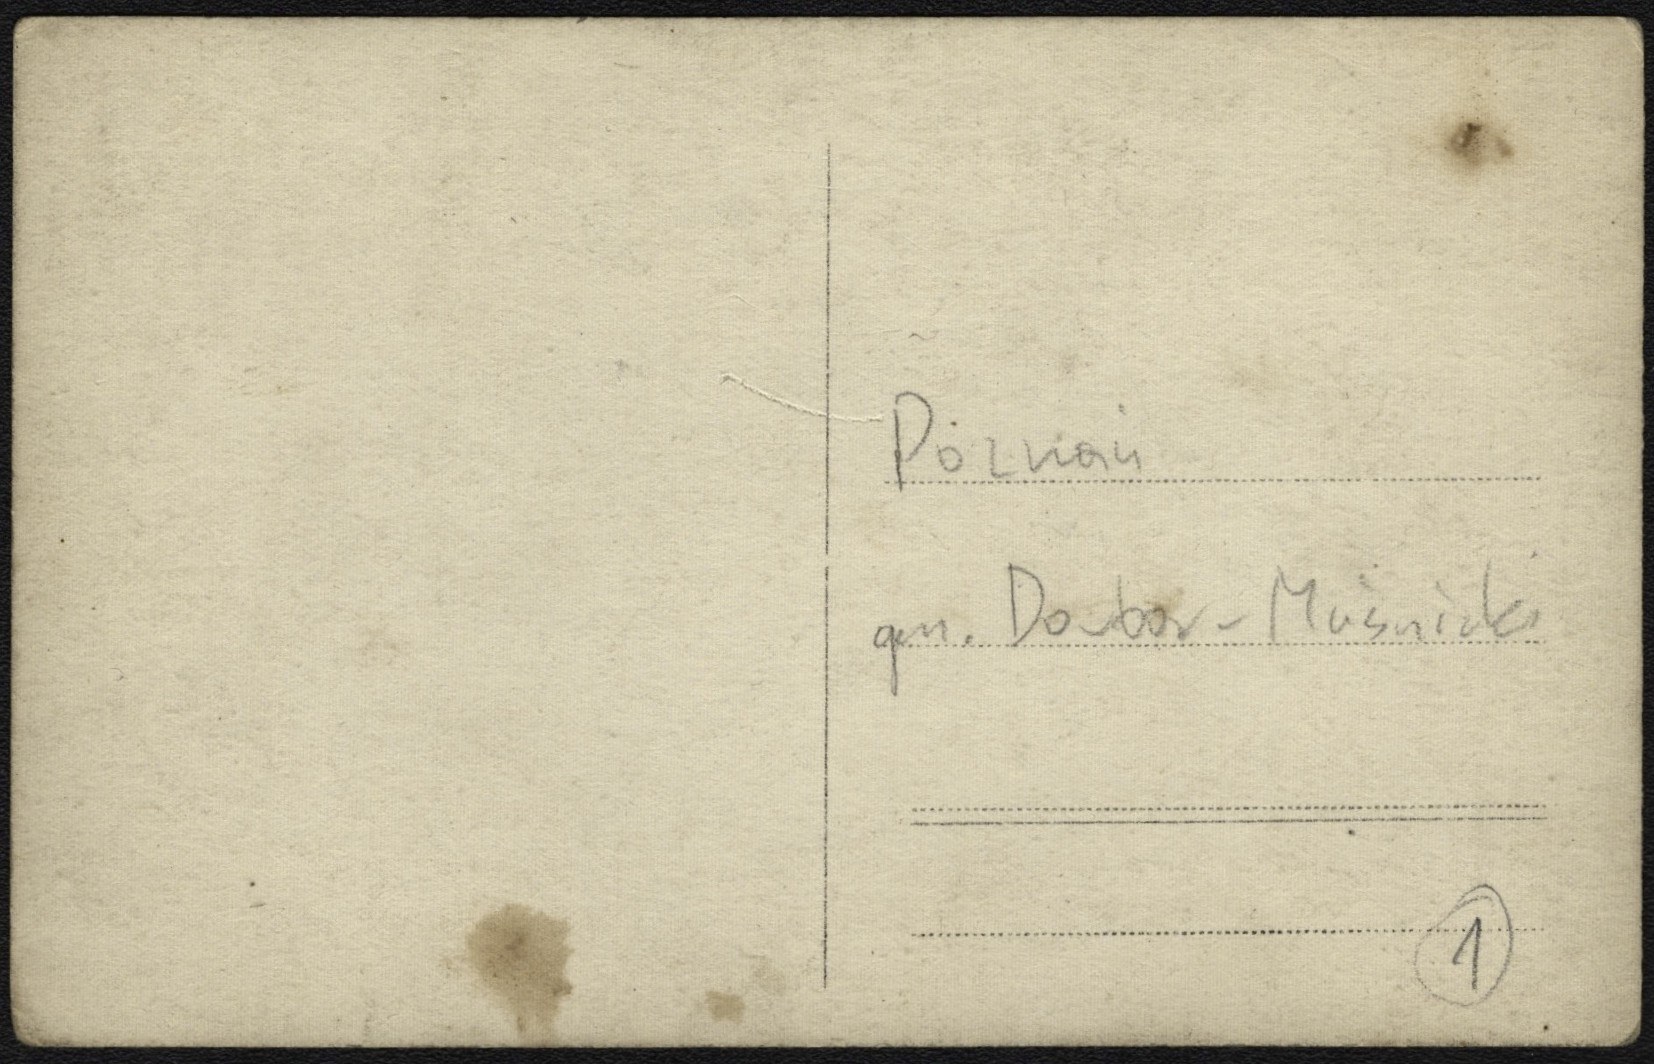 Poznań
gen. Dowbor-Muśnicki
1